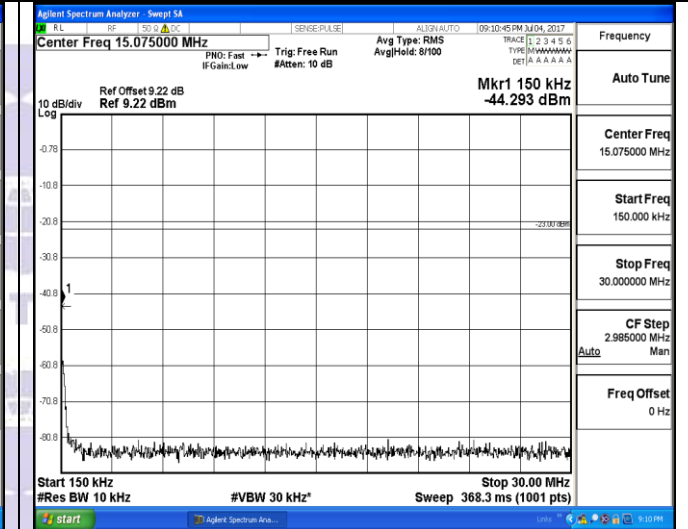 Agilent Spectrum Analyzer - Swept SA
RL RF 50 Ω DC SENSE:PULSE ALIGN AUTO 09:10:45 PM Jul 04, 2017
Center Freq 15.075000 MHz
PNO: Fast
IFGain:Low
Trig: Free Run
#Atten: 10 dB
Avg Type: RMS
Avg|Hold: 8/100
TRACE 1 2 3 4 5 6
TYPE M
DET A A A A A A
Mkr1 150 kHz
-44.293 dBm
Ref Offset 9.22 dB
10 dB/div Ref 9.22 dBm
Log
-0.78
-10.8
-20.8
-23.00 dBm
-30.8
-40.8
1
-50.8
-60.8
-70.8
-80.8
Start 150 kHz Stop 30.00 MHz
#Res BW 10 kHz #VBW 30 kHz* Sweep 368.3 ms (1001 pts)
Frequency
Auto Tune
Center Freq
15.075000 MHz
Start Freq
150.000 kHz
Stop Freq
30.000000 MHz
CF Step
2.985000 MHz
Auto Man
Freq Offset
0 Hz
start Agilent Spectrum Ana... Links 9:10 PM